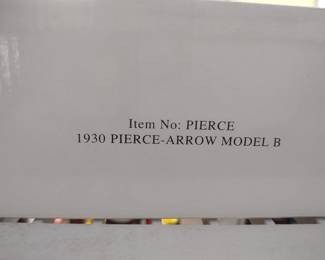 Item No: PIERCE
1930 PIERCE-ARROW MODEL B